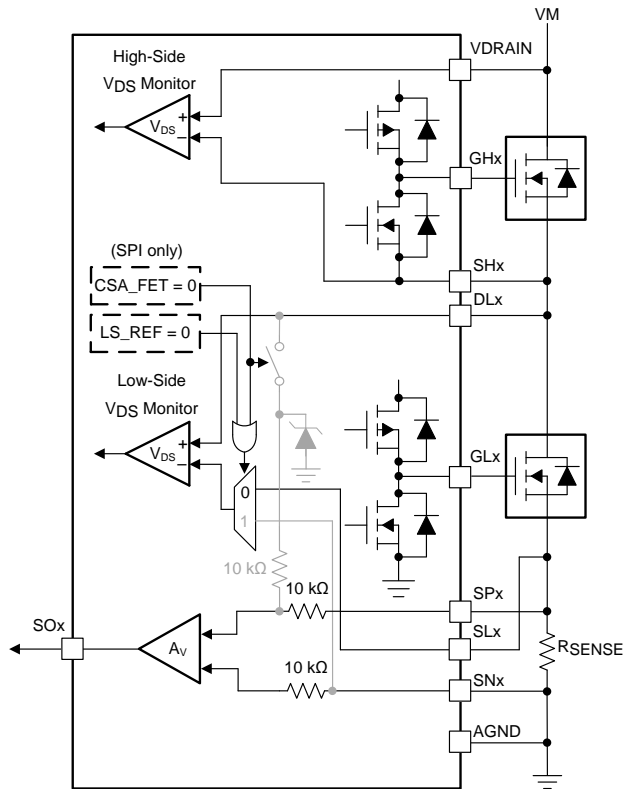 VM
VDRAIN
High-Side
VDS Monitor
+
VDS
−
GHx
(SPI only)
CSA_FET = 0
SHx
DLx
LS_REF = 0
Low-Side
VDS Monitor
+
VDS
−
GLx
0
1
10 kΩ
10 kΩ
SPx
SOx
AV
SLx
RSENSE
10 kΩ
SNx
AGND